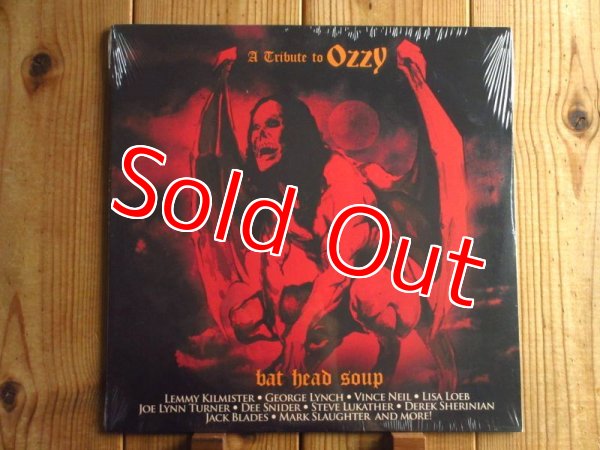 A Tribute to Ozzy
Sold Out
bat head soup
Lemmy Kilmister • George Lynch • Vince Neil • Lisa Loeb
Joe Lynn Turner • Dee Snider • Steve Lukather • Derek Sherinian
Jack Blades • Mark Slaughter and more!